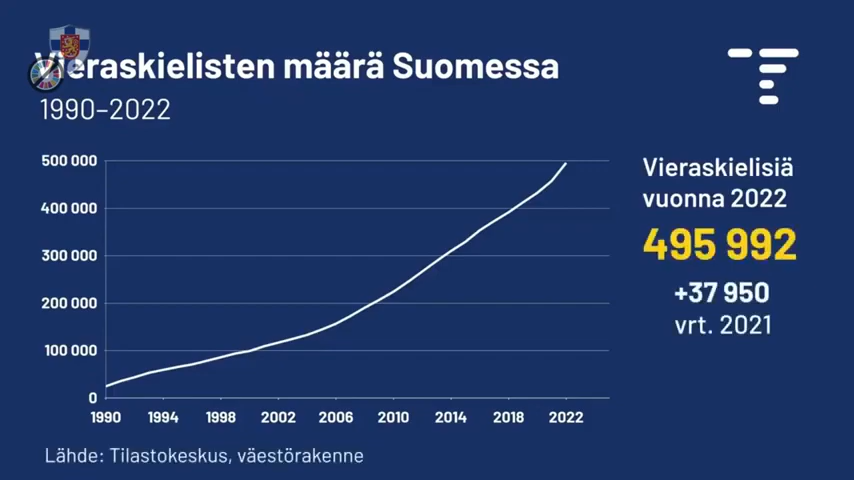 Vieraskielisten määrä Suomessa
1990–2022
500 000
400 000
300 000
200 000
100 000
0
1990 1994 1998 2002 2006 2010 2014 2018 2022
Vieraskielisiä
vuonna 2022
495 992
+37 950
vrt. 2021
Lähde: Tilastokeskus, väestörakenne